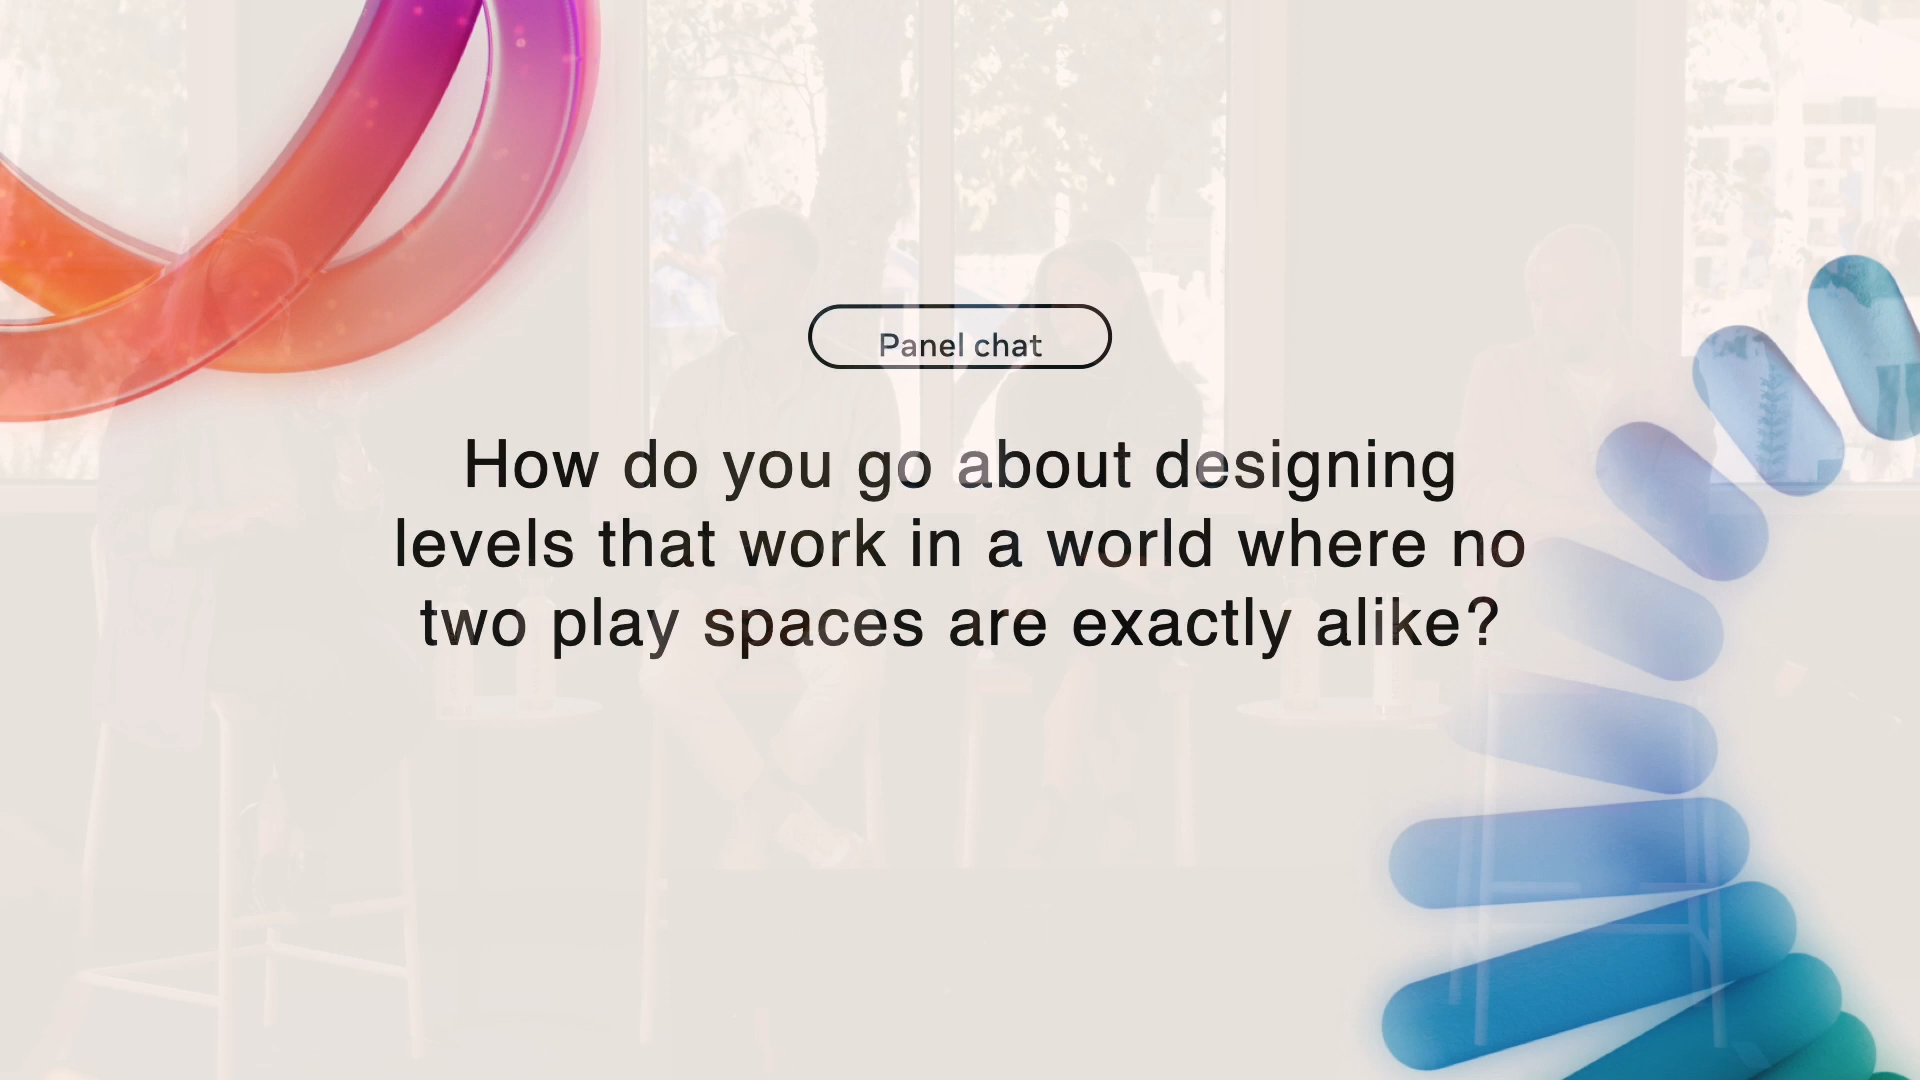 Panel chat
How do you go about designing
levels that work in a world where no
two play spaces are exactly alike?